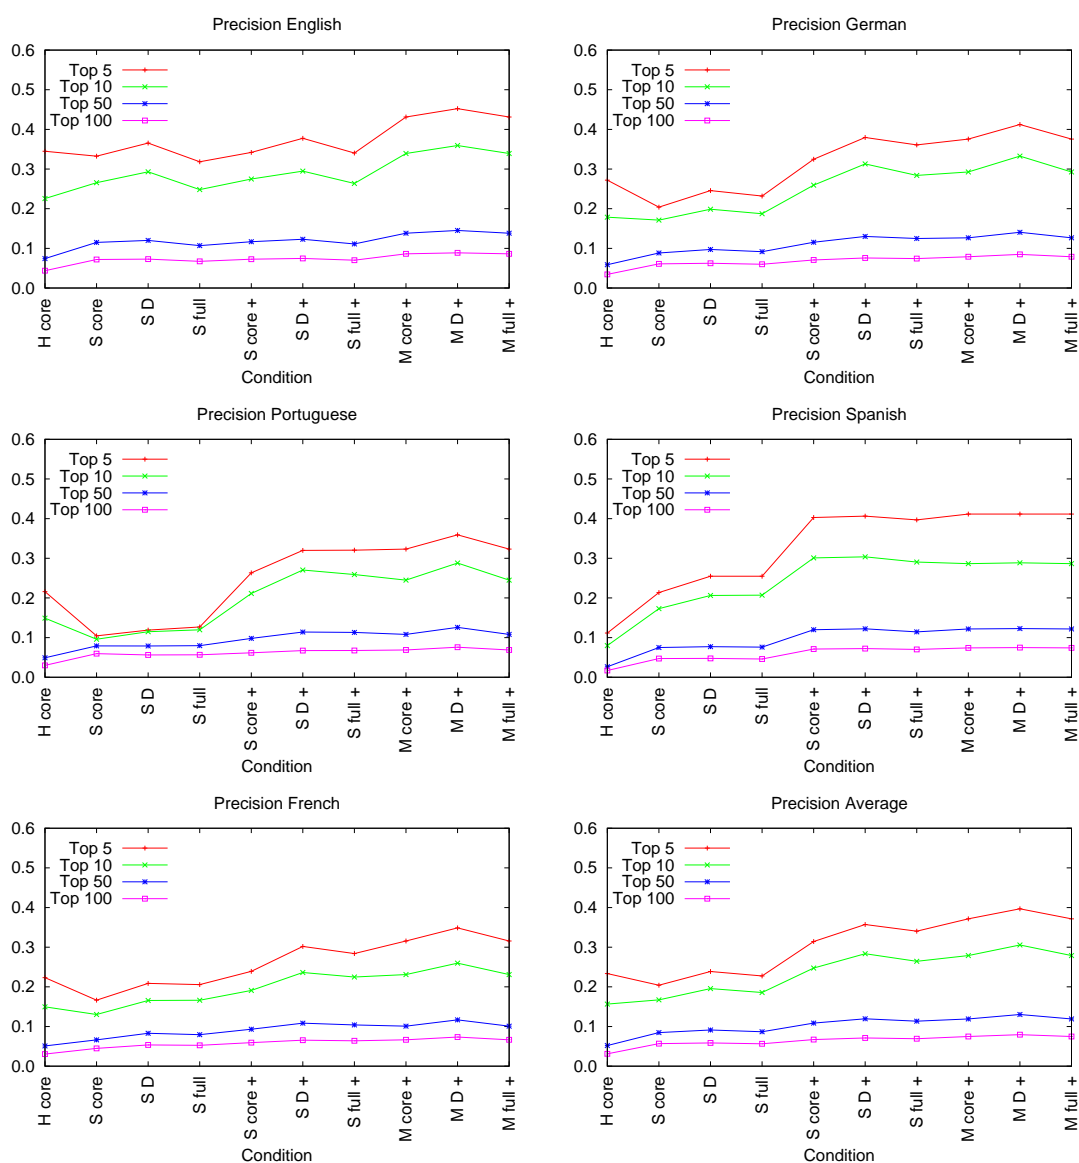 Precision English
0.6
0.5
0.4
0.3
0.2
0.1
0.0
Top 5
Top 10
Top 50
Top 100
H core
S core
S D
S full
S core +
S D +
S full +
M core +
M D +
M full +
Condition
Precision German
0.6
0.5
0.4
0.3
0.2
0.1
0.0
Top 5
Top 10
Top 50
Top 100
H core
S core
S D
S full
S core +
S D +
S full +
M core +
M D +
M full +
Condition
Precision Portuguese
0.6
0.5
0.4
0.3
0.2
0.1
0.0
Top 5
Top 10
Top 50
Top 100
H core
S core
S D
S full
S core +
S D +
S full +
M core +
M D +
M full +
Condition
Precision Spanish
0.6
0.5
0.4
0.3
0.2
0.1
0.0
Top 5
Top 10
Top 50
Top 100
H core
S core
S D
S full
S core +
S D +
S full +
M core +
M D +
M full +
Condition
Precision French
0.6
0.5
0.4
0.3
0.2
0.1
0.0
Top 5
Top 10
Top 50
Top 100
H core
S core
S D
S full
S core +
S D +
S full +
M core +
M D +
M full +
Condition
Precision Average
0.6
0.5
0.4
0.3
0.2
0.1
0.0
Top 5
Top 10
Top 50
Top 100
H core
S core
S D
S full
S core +
S D +
S full +
M core +
M D +
M full +
Condition